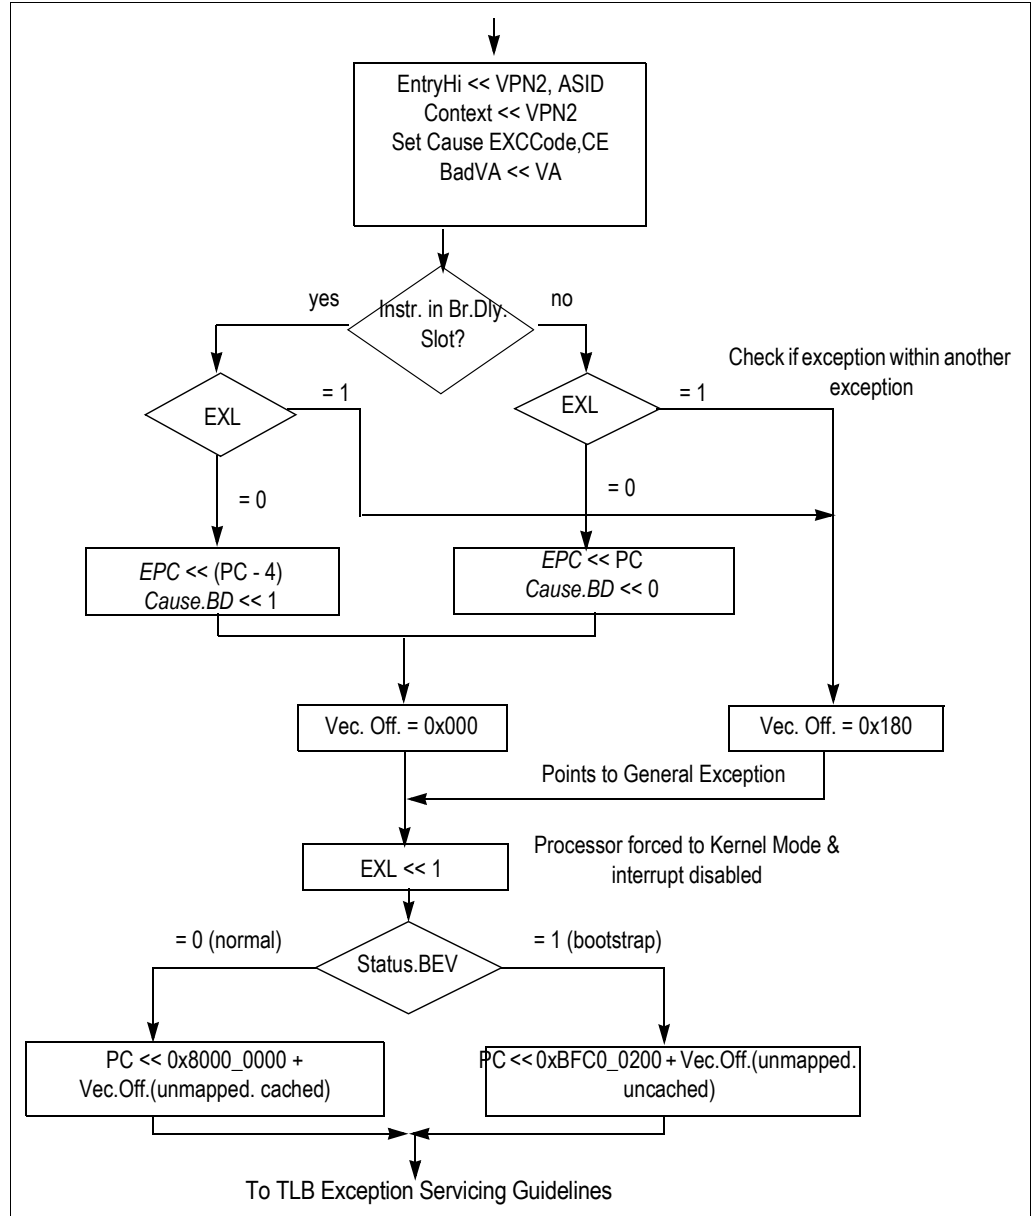 EntryHi << VPN2, ASID
Context << VPN2
Set Cause EXCCode,CE
BadVA << VA
Instr. in Br.Dly.
Slot?
yes
no
Check if exception within another
exception
EXL
= 1
EXL
= 1
= 0
= 0
EPC << (PC - 4)
Cause.BD << 1
EPC << PC
Cause.BD << 0
Vec. Off. = 0x000
Vec. Off. = 0x180
Points to General Exception
EXL << 1
Processor forced to Kernel Mode &
interrupt disabled
= 0 (normal)
= 1 (bootstrap)
Status.BEV
PC << 0x8000_0000 +
Vec.Off.(unmapped. cached)
PC << 0xBFC0_0200 + Vec.Off.(unmapped.
uncached)
To TLB Exception Servicing Guidelines